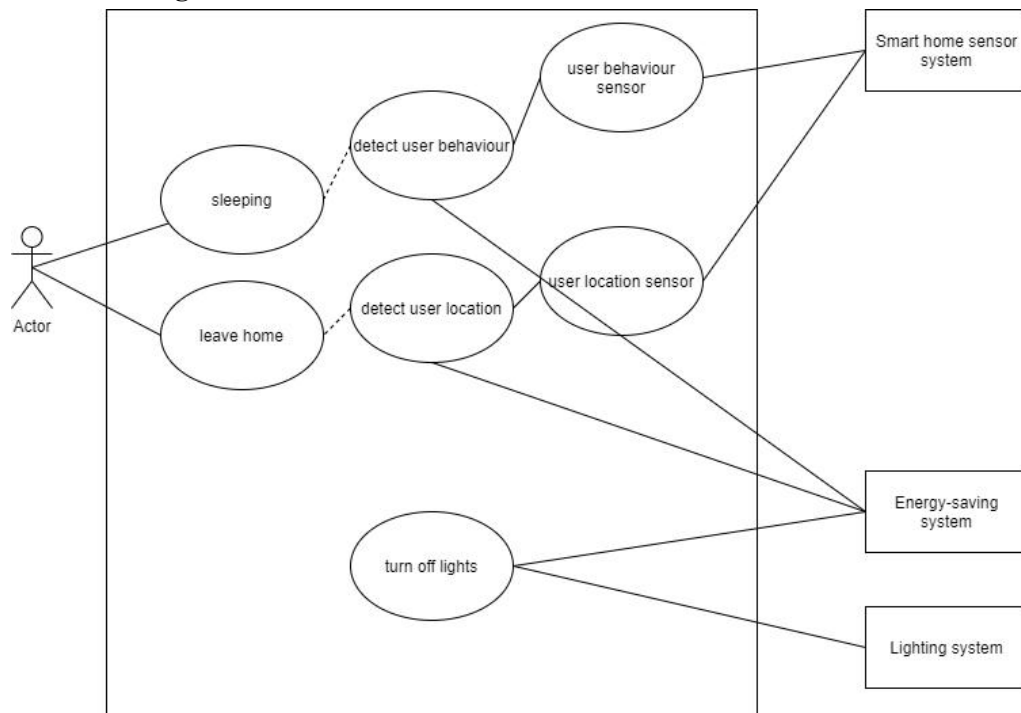 user behaviour
sensor
Smart home sensor
system
detect user behaviour
sleeping
user location sensor
detect user location
Actor
leave home
Energy-saving
system
turn off lights
Lighting system